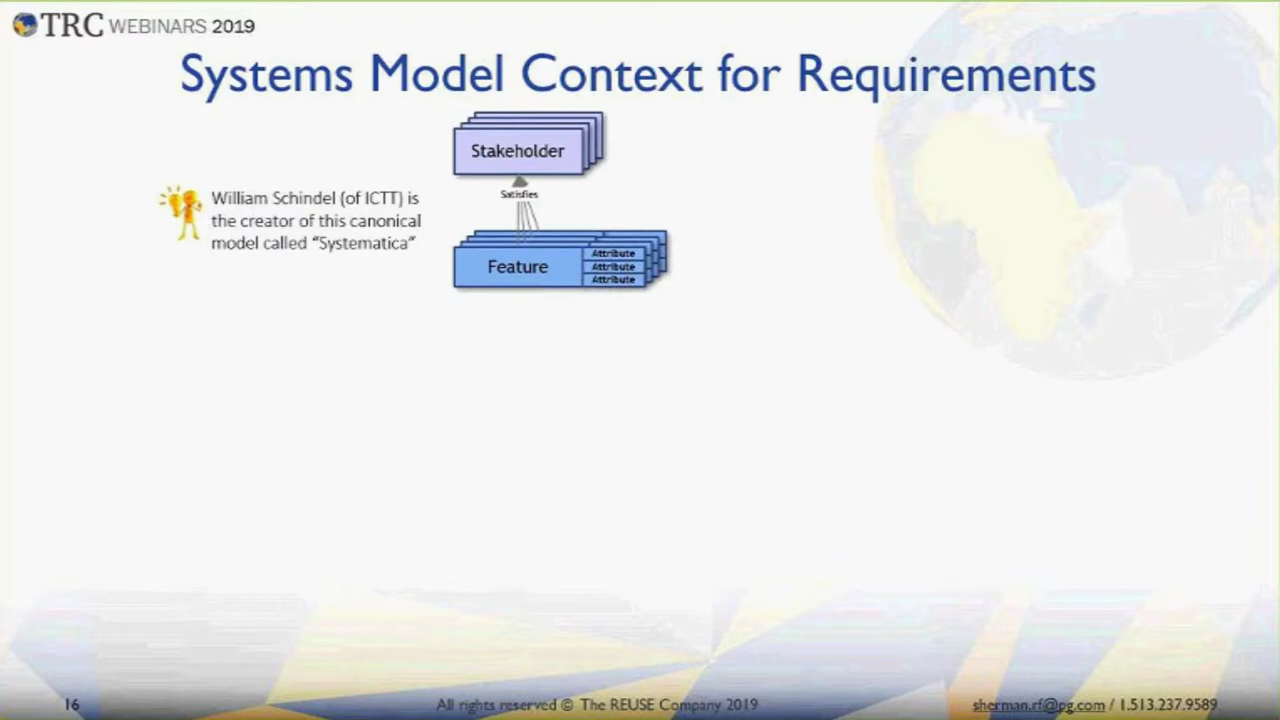 TRC WEBINARS 2019
Systems Model Context for Requirements
Stakeholder
Satisfies
William Schindel (of ICTT) is
the creator of this canonical
model called “Systematica”
Feature
Attribute
Attribute
Attribute
16
All rights reserved © The REUSE Company 2019
sherman.rf@pg.com / 1.513.237.9589